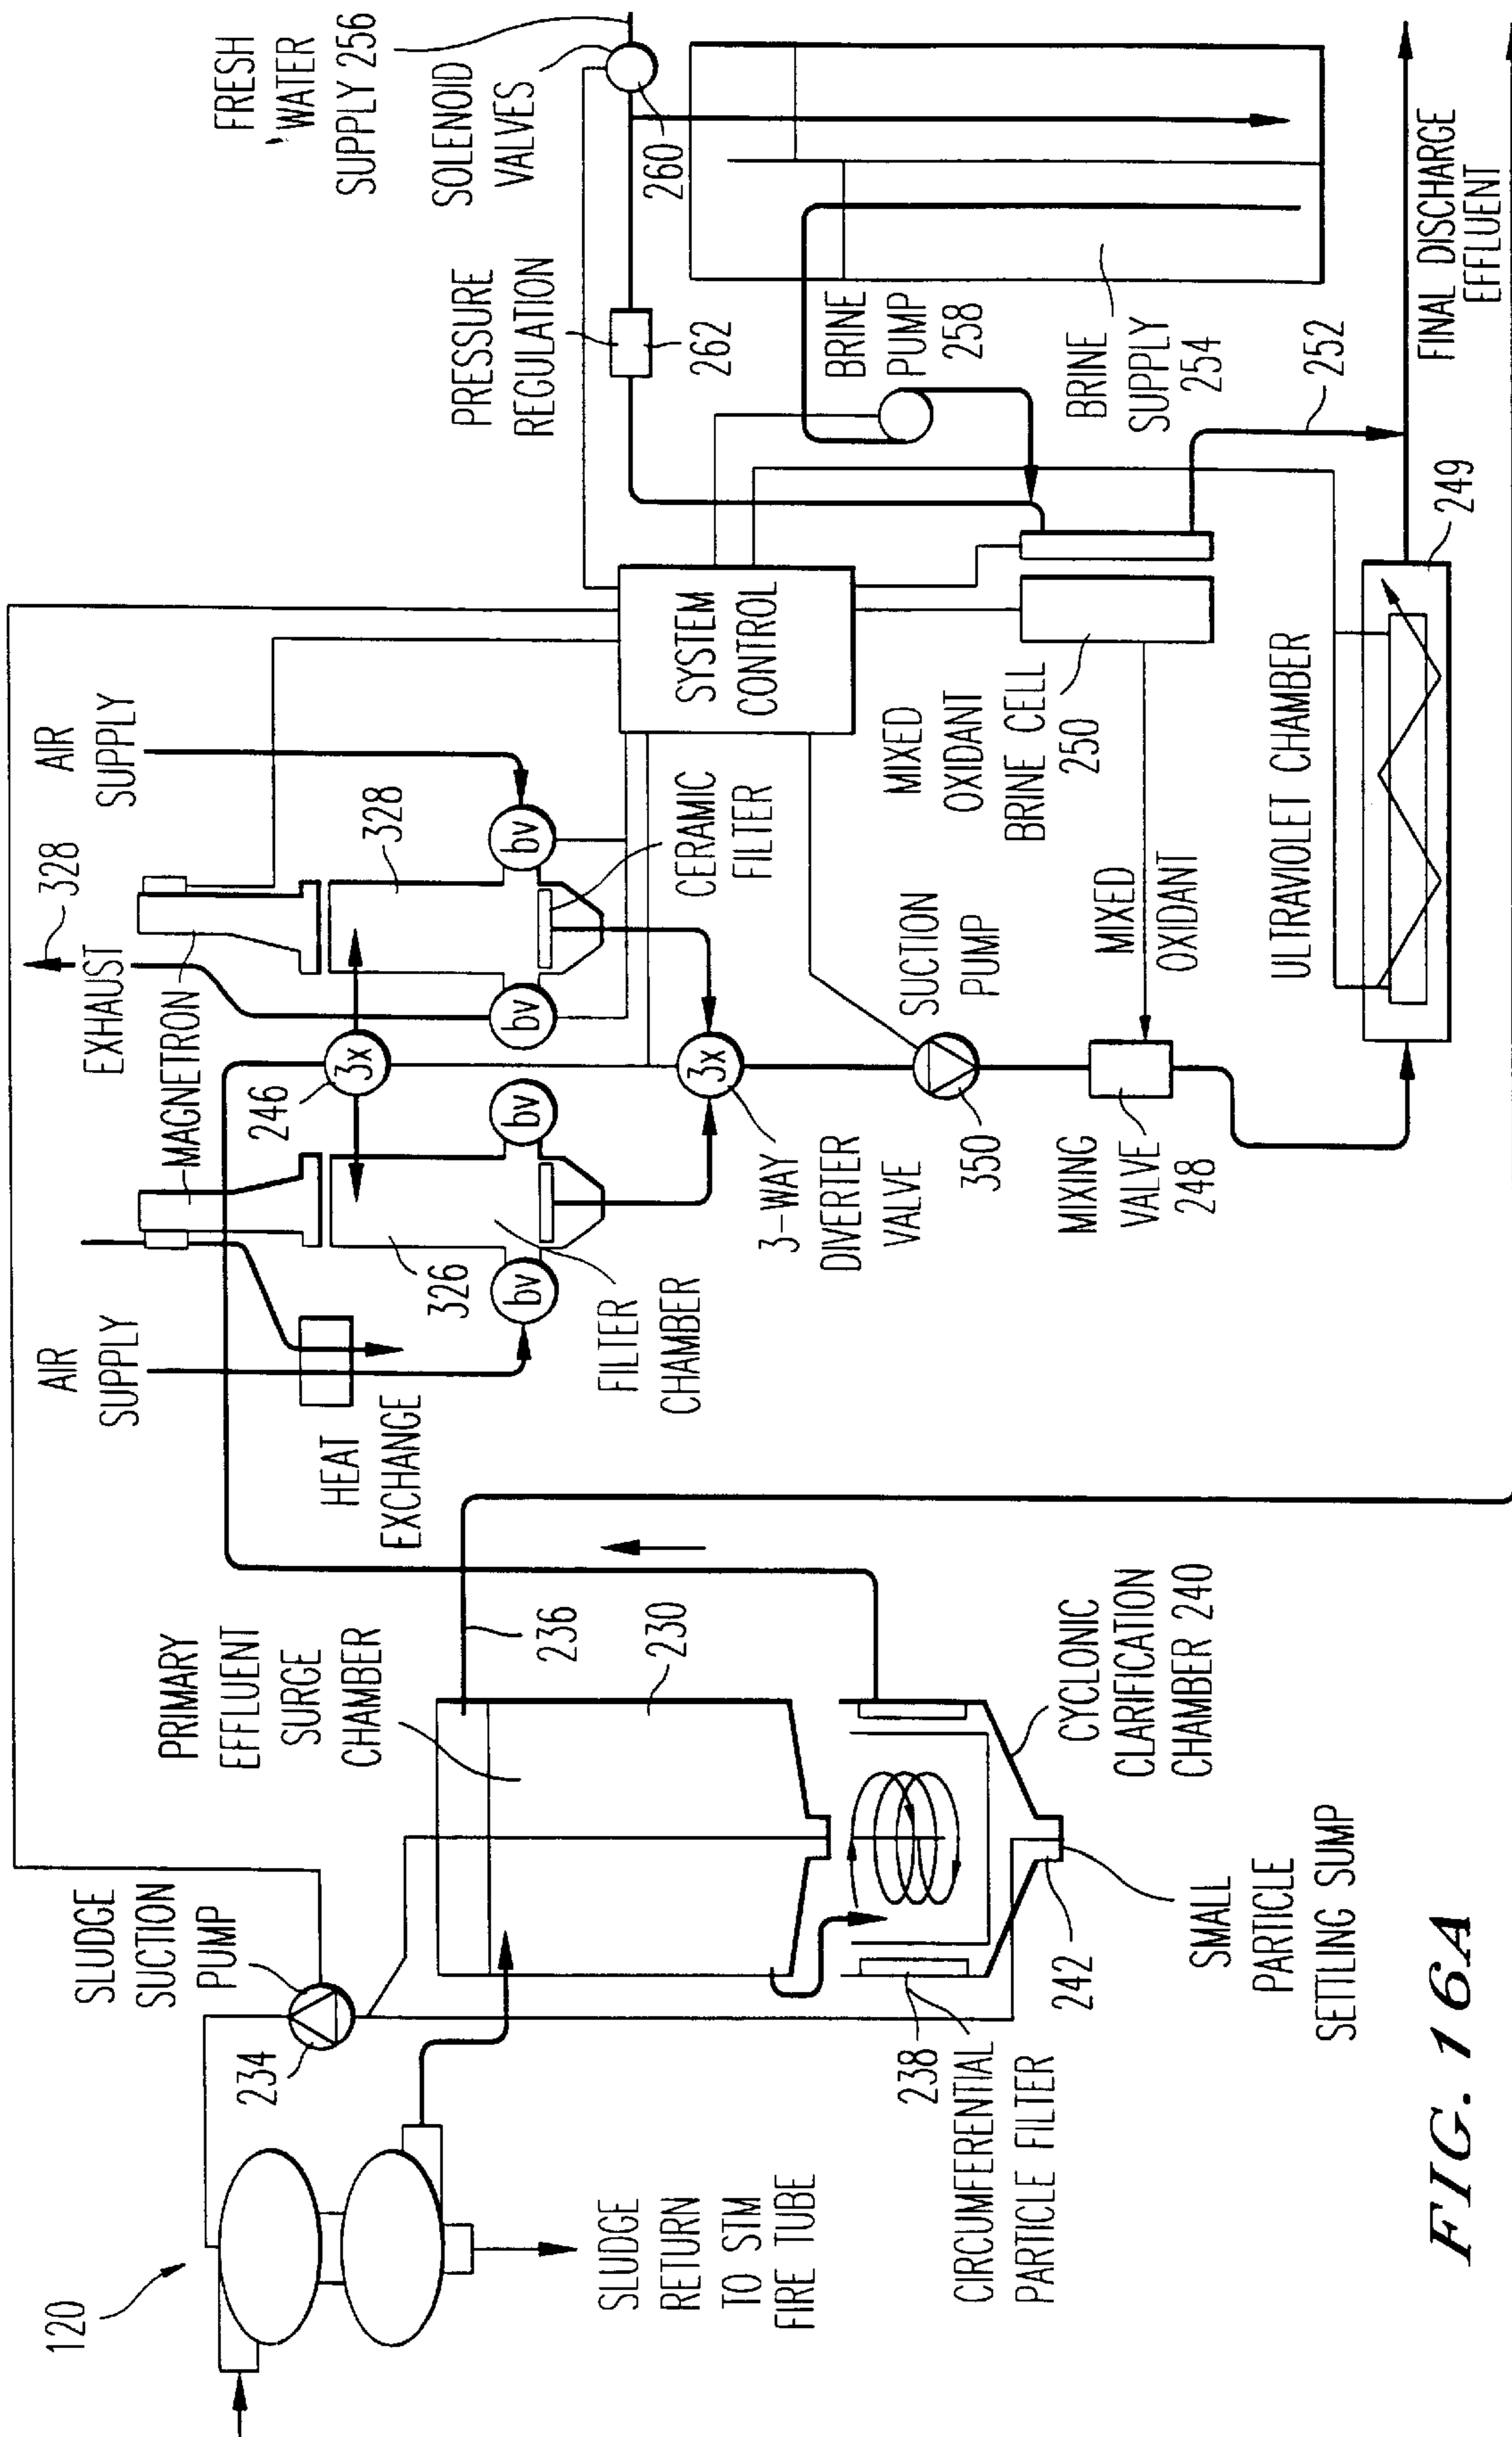 120
SLUDGE
SUCTION
PUMP
234
SLUDGE
RETURN
TO STM
FIRE TUBE
PRIMARY
EFFLUENT
SURGE
CHAMBER
236
230
238
CIRCUMFERENTIAL
PARTICLE FILTER
242
SMALL
PARTICLE
SETTLING SUMP
CYCLONIC
CLARIFICATION
CHAMBER 240
AIR
SUPPLY
HEAT
EXCHANGE
MAGNETRON
EXHAUST
328
AIR
SUPPLY
246
3x
326
328
bv
bv
bv
bv
FILTER
CHAMBER
CERAMIC
FILTER
3x
3-WAY
DIVERTER
VALVE
SUCTION
PUMP
350
MIXING
VALVE
248
MIXED
OXIDANT
SYSTEM
CONTROL
MIXED
OXIDANT
BRINE CELL
250
ULTRAVIOLET CHAMBER
249
PRESSURE
REGULATION
262
FRESH
WATER
SUPPLY 256
SOLENOID
VALVES
260
BRINE
PUMP
258
BRINE
SUPPLY
254
252
FINAL DISCHARGE
EFFLUENT
FIG. 16A